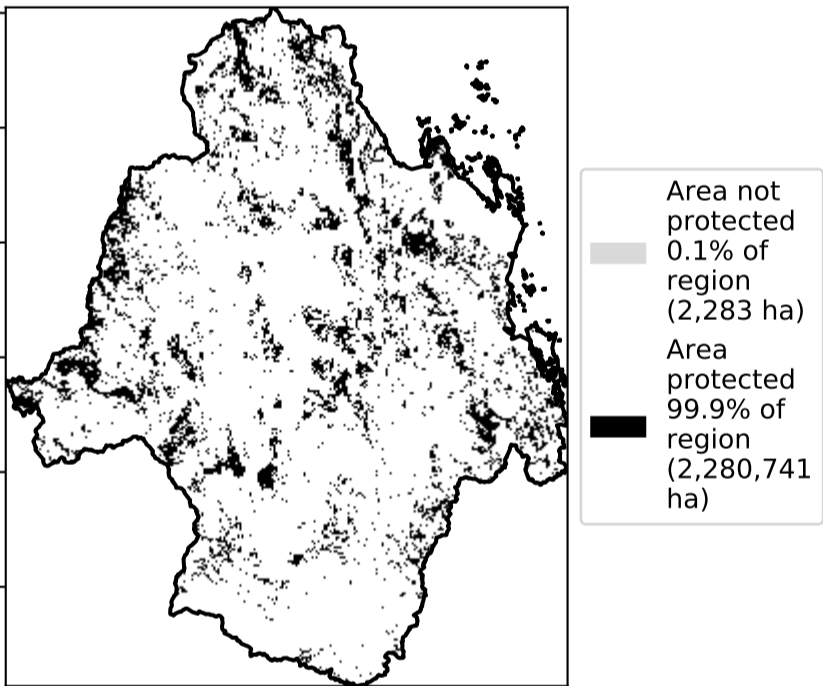 Area not
protected
0.1% of
region
(2,283 ha)
Area
protected
99.9% of
region
(2,280,741
ha)